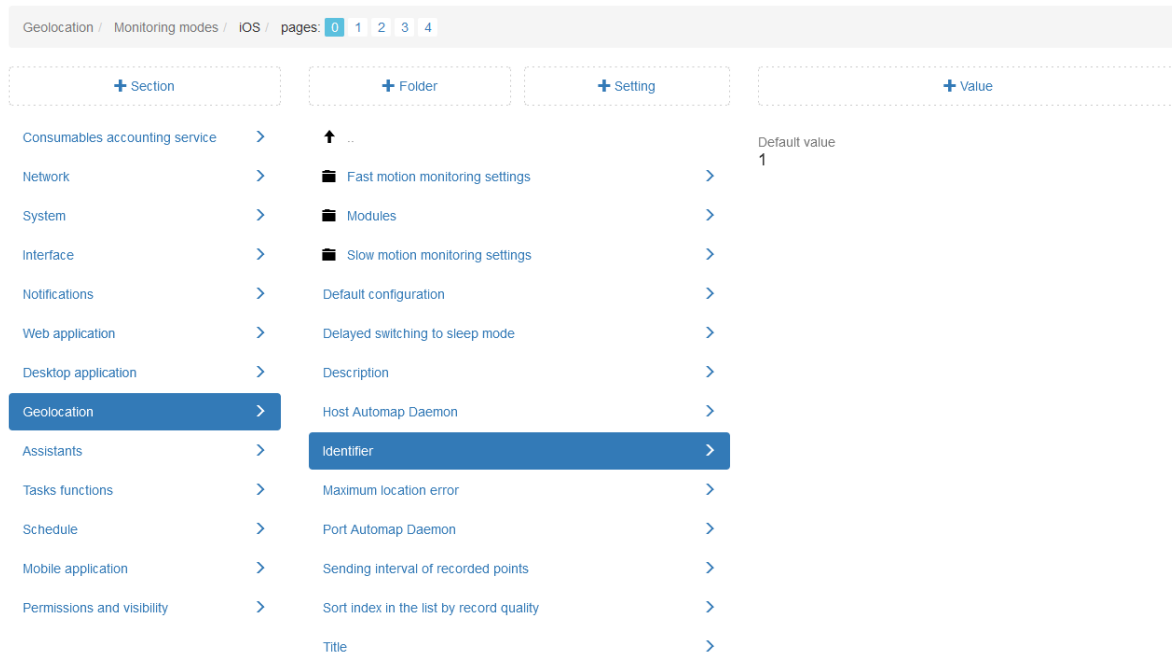 Geolocation / Monitoring modes / iOS / pages: 0 1 2 3 4
+ Section
+ Folder
+ Setting
+ Value
Consumables accounting service
Network
System
Interface
Notifications
Web application
Desktop application
Geolocation
Assistants
Tasks functions
Schedule
Mobile application
Permissions and visibility
..
Fast motion monitoring settings
Modules
Slow motion monitoring settings
Default configuration
Delayed switching to sleep mode
Description
Host Automap Daemon
Identifier
Maximum location error
Port Automap Daemon
Sending interval of recorded points
Sort index in the list by record quality
Title
Default value
1